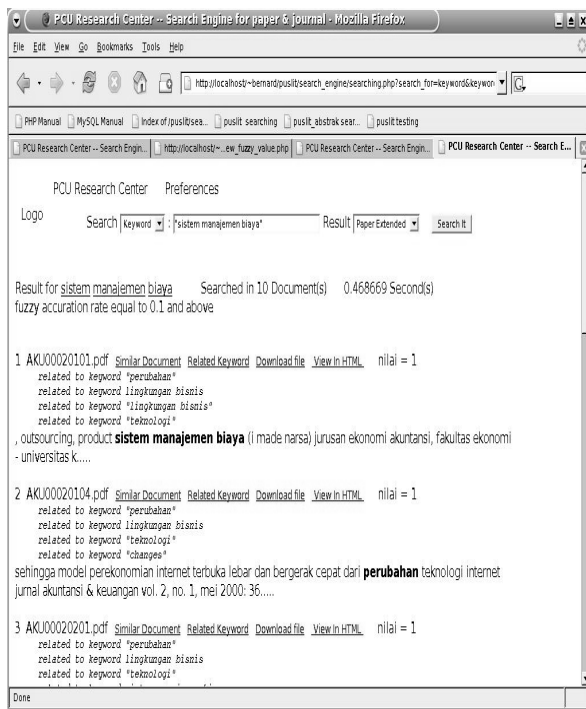 PCU Research Center -- Search Engine for paper & journal - Mozilla Firefox
File Edit View Go Bookmarks Tools Help
http://localhost/~bernard/puslit/search_engine/searching.php?search_for=keyword&keywor
G
PHP Manual MySQL Manual Index of /puslit/sea... puslit searching puslit_abstrak sear... puslit testing
PCU Research Center -- Search Engin... http://localhost/~...ew_fuzzy_value.php PCU Research Center -- Search Engin... PCU Research Center -- Search E...
PCU Research Center Preferences
Logo Search Keyword : "sistem manajemen biaya" Result Paper Extended Search It
Result for sistem manajemen biaya Searched in 10 Document(s) 0.468669 Second(s)
fuzzy accuration rate equal to 0.1 and above
1 AKU00020101.pdf Similar Document Related Keyword Download file View In HTML nilai = 1
related to keyword "perubahan"
related to keyword lingkungan bisnis
related to keyword "lingkungan bisnis"
related to keyword "teknologi"
, outsourcing, product sistem manajemen biaya (i made narsa) jurusan ekonomi akuntansi, fakultas ekonomi
- universitas k.....
2 AKU00020104.pdf Similar Document Related Keyword Download file View In HTML nilai = 1
related to keyword "perubahan"
related to keyword lingkungan bisnis
related to keyword "teknologi"
related to keyword "changes"
sehingga model perekonomian internet terbuka lebar dan bergerak cepat dari perubahan teknologi internet
jurnal akuntansi & keuangan vol. 2, no. 1, mei 2000: 36.....
3 AKU00020201.pdf Similar Document Related Keyword Download file View In HTML nilai = 1
related to keyword "perubahan"
related to keyword lingkungan bisnis
related to keyword "teknologi"
Done